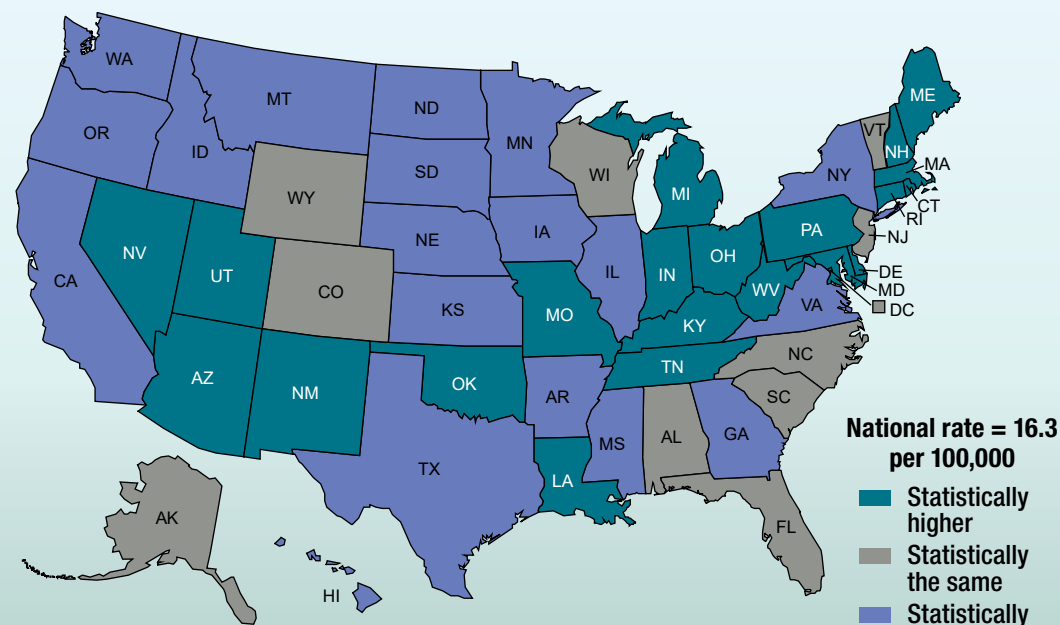 WA
MT
ND
MN
OR
ID
SD
WI
WY
NE
IA
MI
NY
VT
NH
ME
MA
CT
RI
NJ
PA
OH
IN
IL
NV
UT
CO
CA
KS
MO
KY
WV
VA
DE
MD
DC
AZ
NM
OK
AR
TN
NC
SC
TX
LA
MS
AL
GA
FL
AK
HI
National rate = 16.3
per 100,000
Statistically
higher
Statistically
the same
Statistically